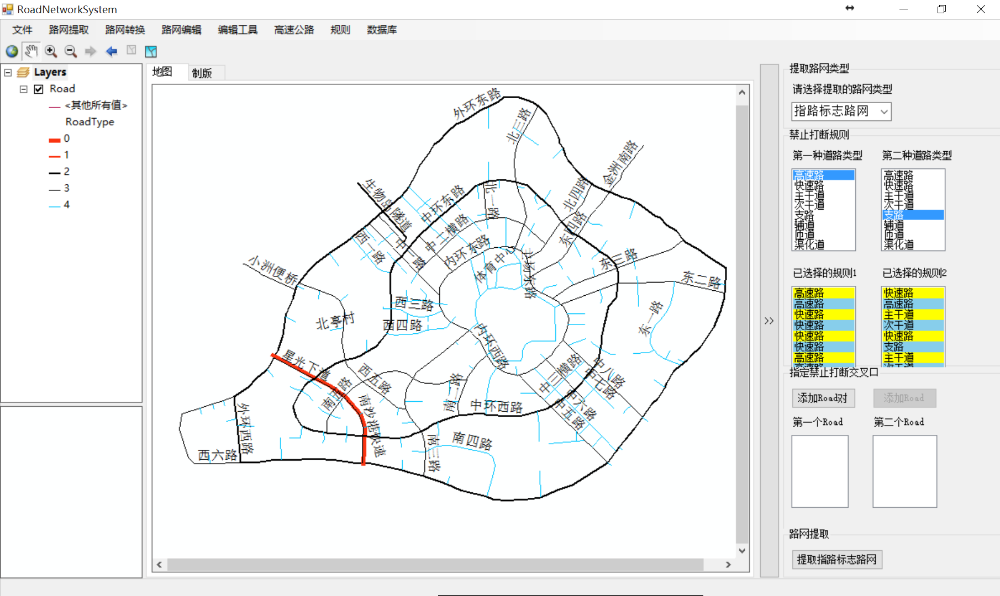 RoadNetworkSystem
文件 路网提取 路网转换 路网编辑 编辑工具 高速公路 规则 数据库
Layers
Road
<其他所有值>
RoadType
0
1
2
3
4
地图 制版
外环东路
北三路
金洲南路
生物岛隧道
中环东路
北一路
北四路
中二横路
东四路
西一路
中一路
内环东路
体育中心
东三路
小洲便桥
东二路
西三路
北亭村
西四路
东一路
内环西路
星光下道
西五路
中三横路
中八路
中七路
南五路
南二路
中六路
南沙港快速
中环西路
中五路
外环西路
南四路
南三路
西六路
>>
提取路网类型
请选择提取的路网类型
指路标志路网
禁止打断规则
第一种道路类型 第二种道路类型
高速路 高速路
快速路 快速路
主干道 主干道
次干道 次干道
支路 支路
辅道 辅道
匝道 匝道
渠化道 渠化道
已选择的规则1 已选择的规则2
高速路 快速路
高速路 高速路
快速路 主干道
快速路 次干道
快速路 快速路
快速路 支路
高速路 主干道
指定禁止打断交叉口
添加Road对 添加Road
第一个Road 第二个Road
路网提取
提取指路标志路网